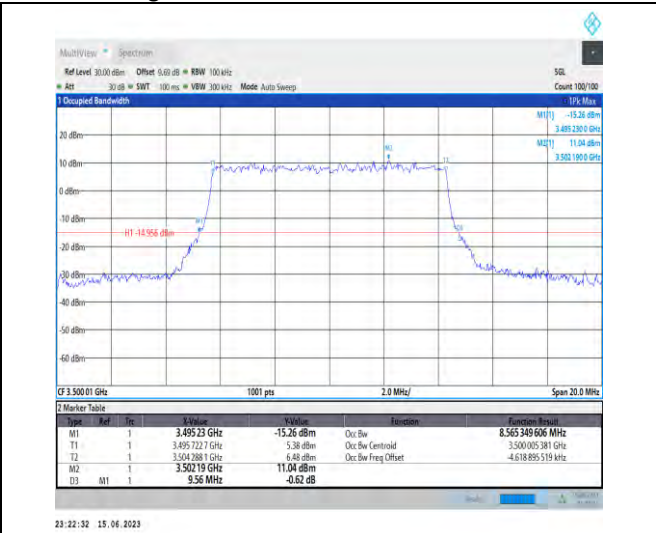 MultiView Spectrum
Ref Level 30.00 dBm Offset 9.69 dB RBW 100 kHz SGL
Att 30 dB SWT 100 ms VBW 300 kHz Mode Auto Sweep Count 100/100
1 Occupied Bandwidth 1Pk Max
M1[1] -15.26 dBm
3.495 230 0 GHz
M2[1] 11.04 dBm
3.502 190 0 GHz
20 dBm
M2
T1 T2
10 dBm
0 dBm
-10 dBm
M1
D3
H1 -14.956 dBm
-20 dBm
-30 dBm
-40 dBm
-50 dBm
-60 dBm
CF 3.500 01 GHz 1001 pts 2.0 MHz/ Span 20.0 MHz
2 Marker Table
Type Ref Trc X-Value Y-Value Function Function Result
M1 1 3.495 23 GHz -15.26 dBm Occ Bw 8.565 349 606 MHz
T1 1 3.495 722 7 GHz 5.38 dBm Occ Bw Centroid 3.500 005 381 GHz
T2 1 3.504 288 1 GHz 6.48 dBm Occ Bw Freq Offset -4.618 895 519 kHz
M2 1 3.502 19 GHz 11.04 dBm
D3 M1 1 9.56 MHz -0.62 dB
23:22:32 15.06.2023